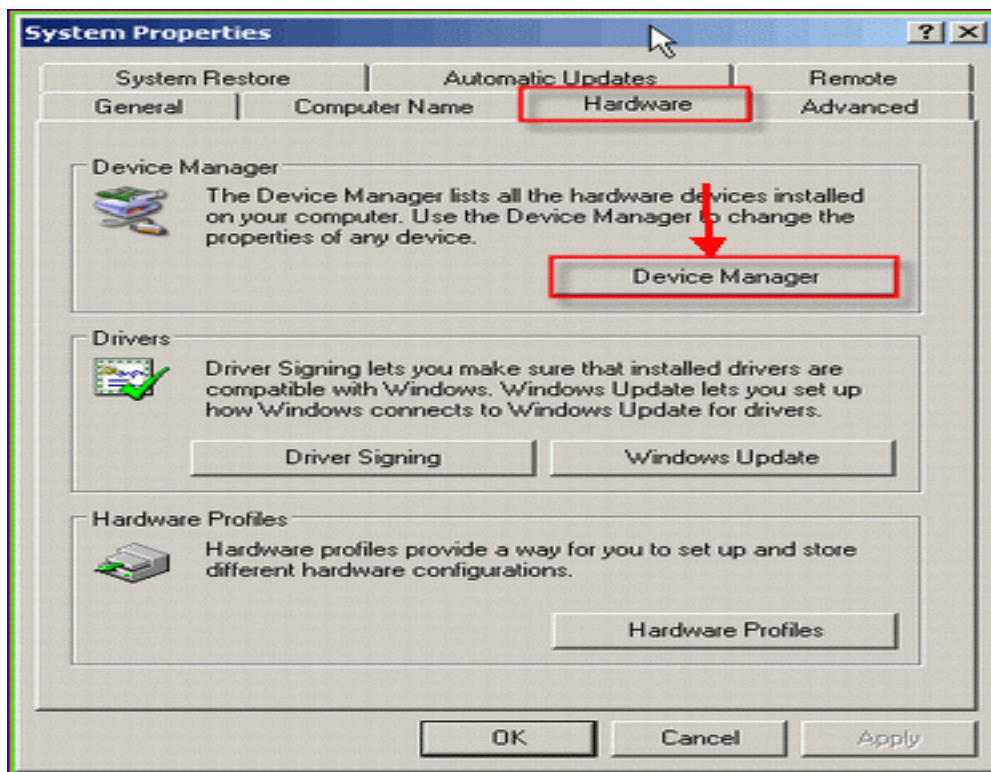 System Properties
System Restore Automatic Updates Remote
General Computer Name Hardware Advanced
Device Manager
The Device Manager lists all the hardware devices installed
on your computer. Use the Device Manager to change the
properties of any device.
Device Manager
Drivers
Driver Signing lets you make sure that installed drivers are
compatible with Windows. Windows Update lets you set up
how Windows connects to Windows Update for drivers.
Driver Signing Windows Update
Hardware Profiles
Hardware profiles provide a way for you to set up and store
different hardware configurations.
Hardware Profiles
OK Cancel Apply